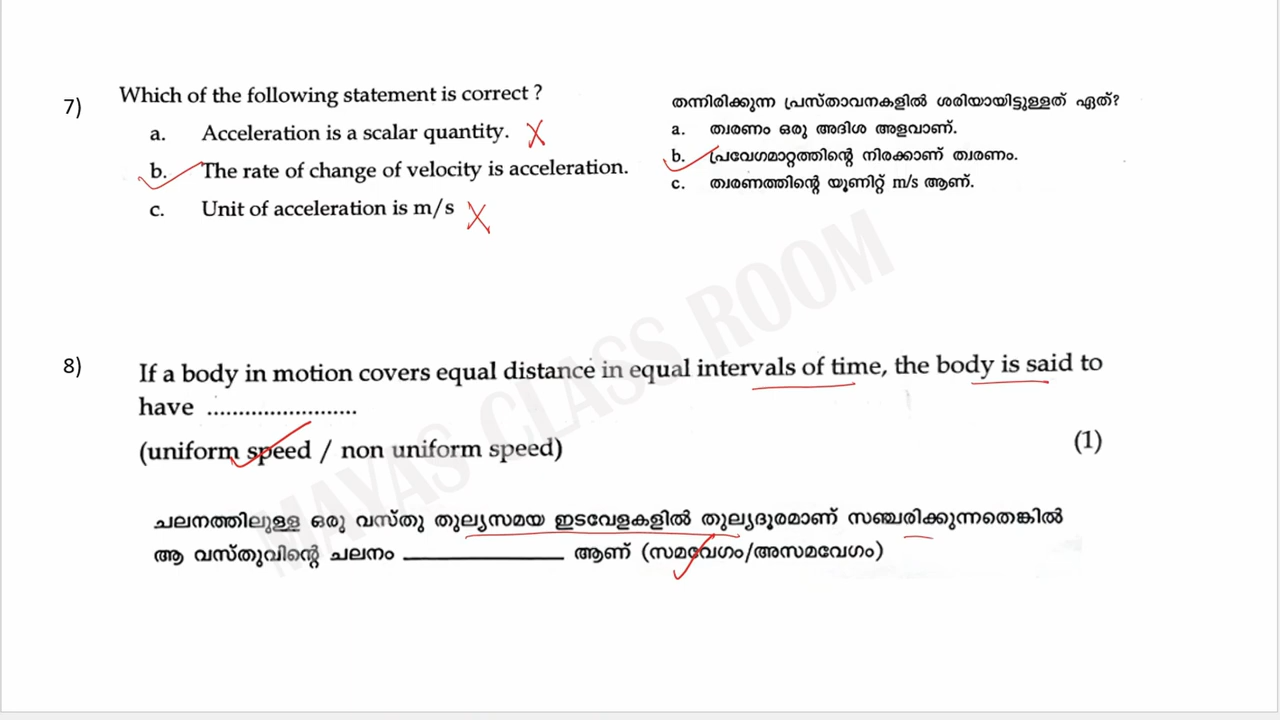 7)
Which of the following statement is correct ?
a. Acceleration is a scalar quantity.
b. The rate of change of velocity is acceleration.
c. Unit of acceleration is m/s
തന്നിരിക്കുന്ന പ്രസ്താവനകളിൽ ശരിയായിട്ടുള്ളത് ഏത്?
a. ത്വരണം ഒരു അദിശ അളവാണ്.
b. പ്രവേഗമാറ്റത്തിന്റെ നിരക്കാണ് ത്വരണം.
c. ത്വരണത്തിന്റെ യൂണിറ്റ് m/s ആണ്.
MAYAS CLASS ROOM
8)
If a body in motion covers equal distance in equal intervals of time, the body is said to
have ........................
(uniform speed / non uniform speed) (1)
ചലനത്തിലുള്ള ഒരു വസ്തു തുല്യസമയ ഇടവേളകളിൽ തുല്യദൂരമാണ് സഞ്ചരിക്കുന്നതെങ്കിൽ
ആ വസ്തുവിന്റെ ചലനം ________________ ആണ് (സമവേഗം/അസമവേഗം)